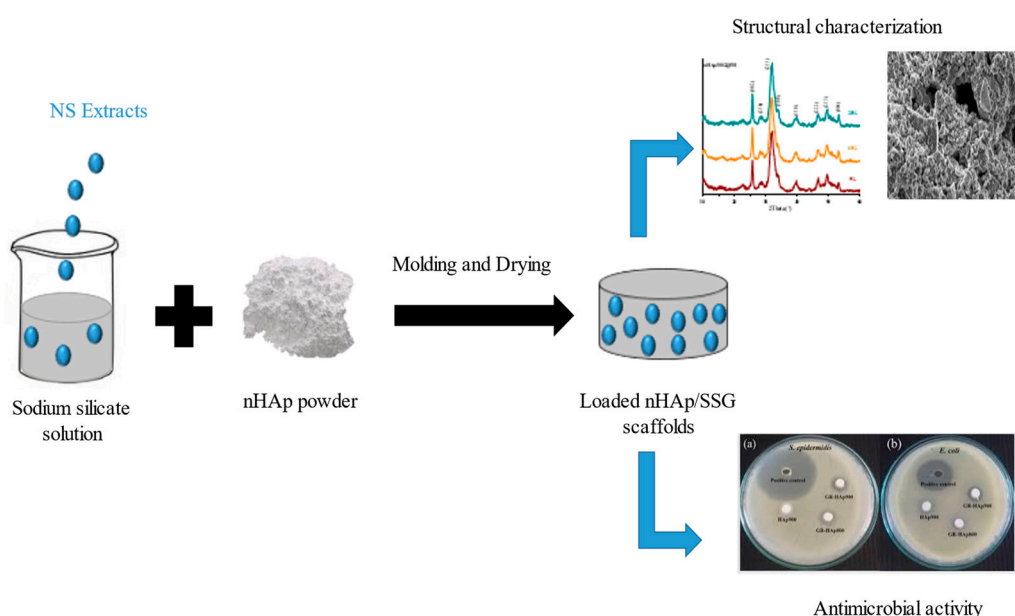 Structural characterization
NS Extracts
Molding and Drying
Sodium silicate
solution
nHAp powder
Loaded nHAp/SSG
scaffolds
(a)
S. epidermidis
Positive control
GR-HAp900
HAp900
GR-HAp800
(b)
E. coli
Positive control
GR-HAp900
HAp900
GR-HAp800
Antimicrobial activity